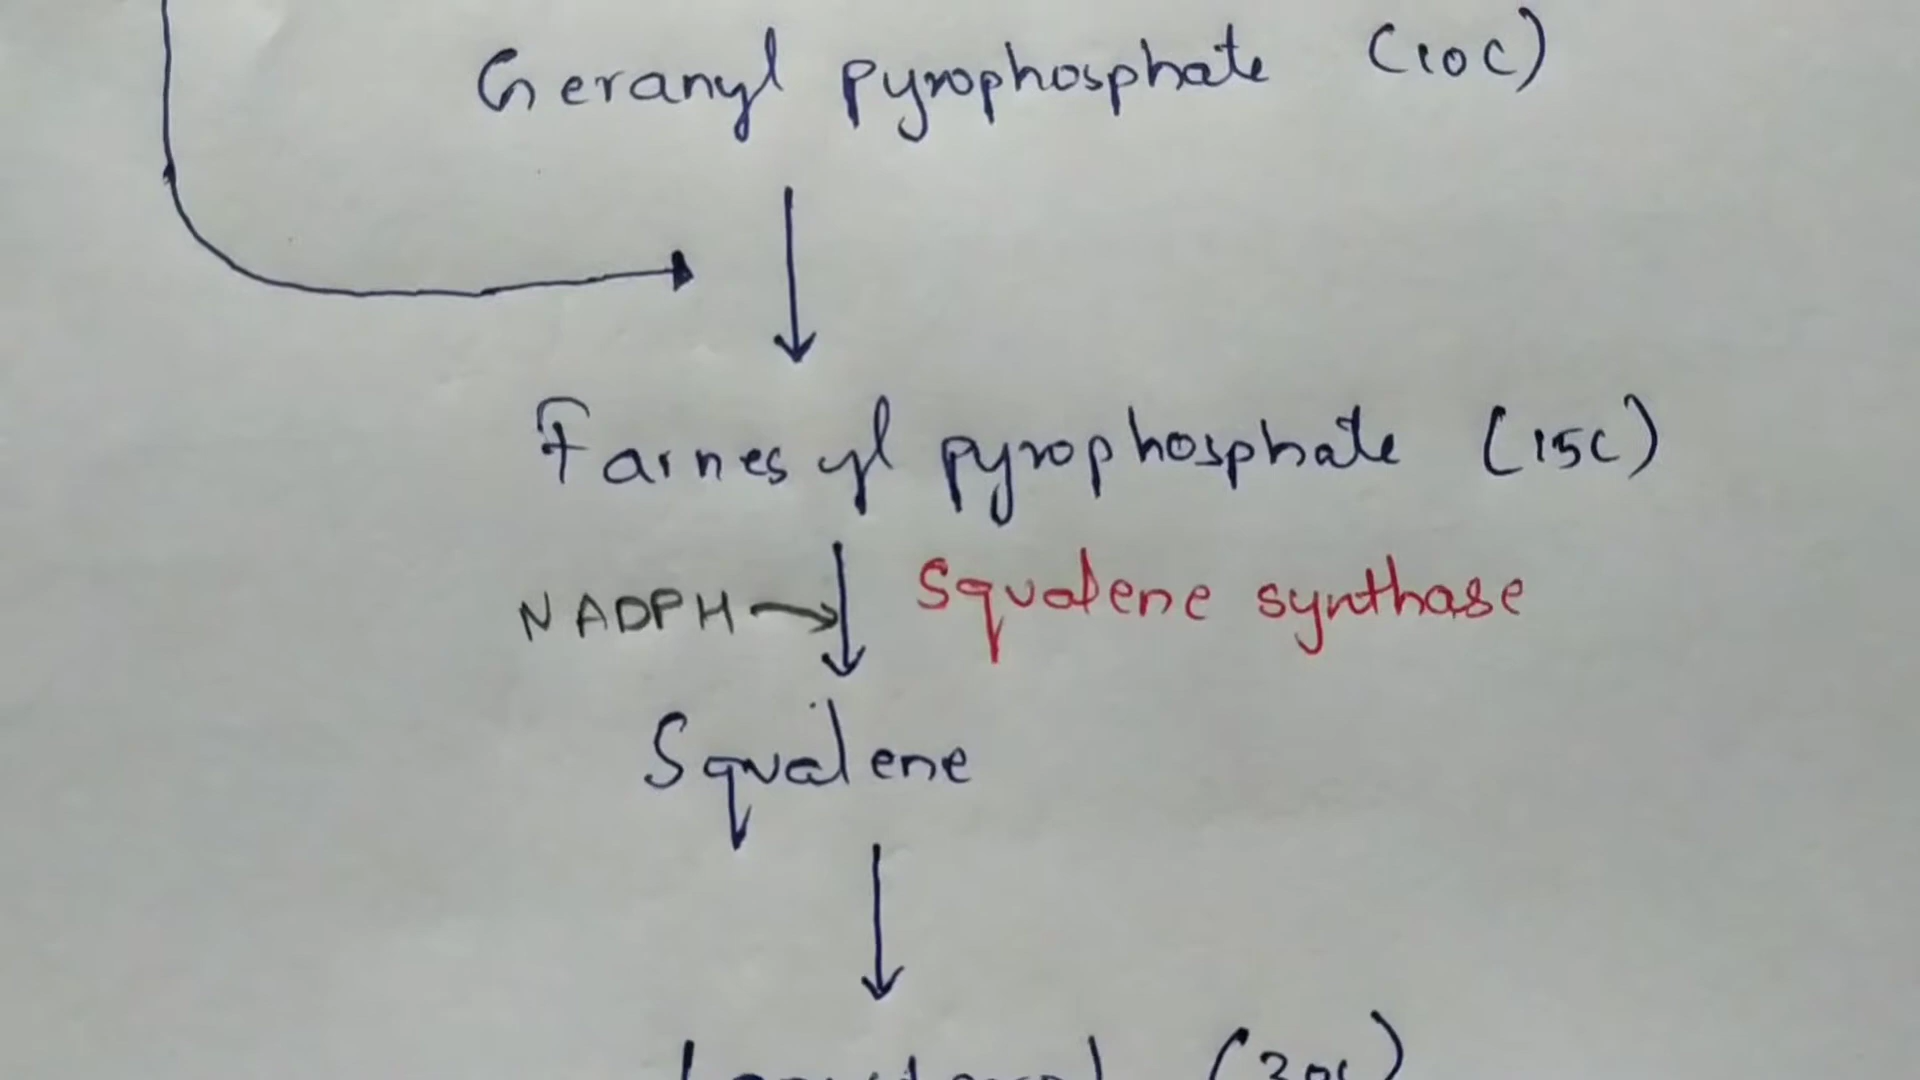 Geranyl pyrophosphate (10C)
Farnesyl pyrophosphate (15C)
NADPH Squalene synthase
Squalene